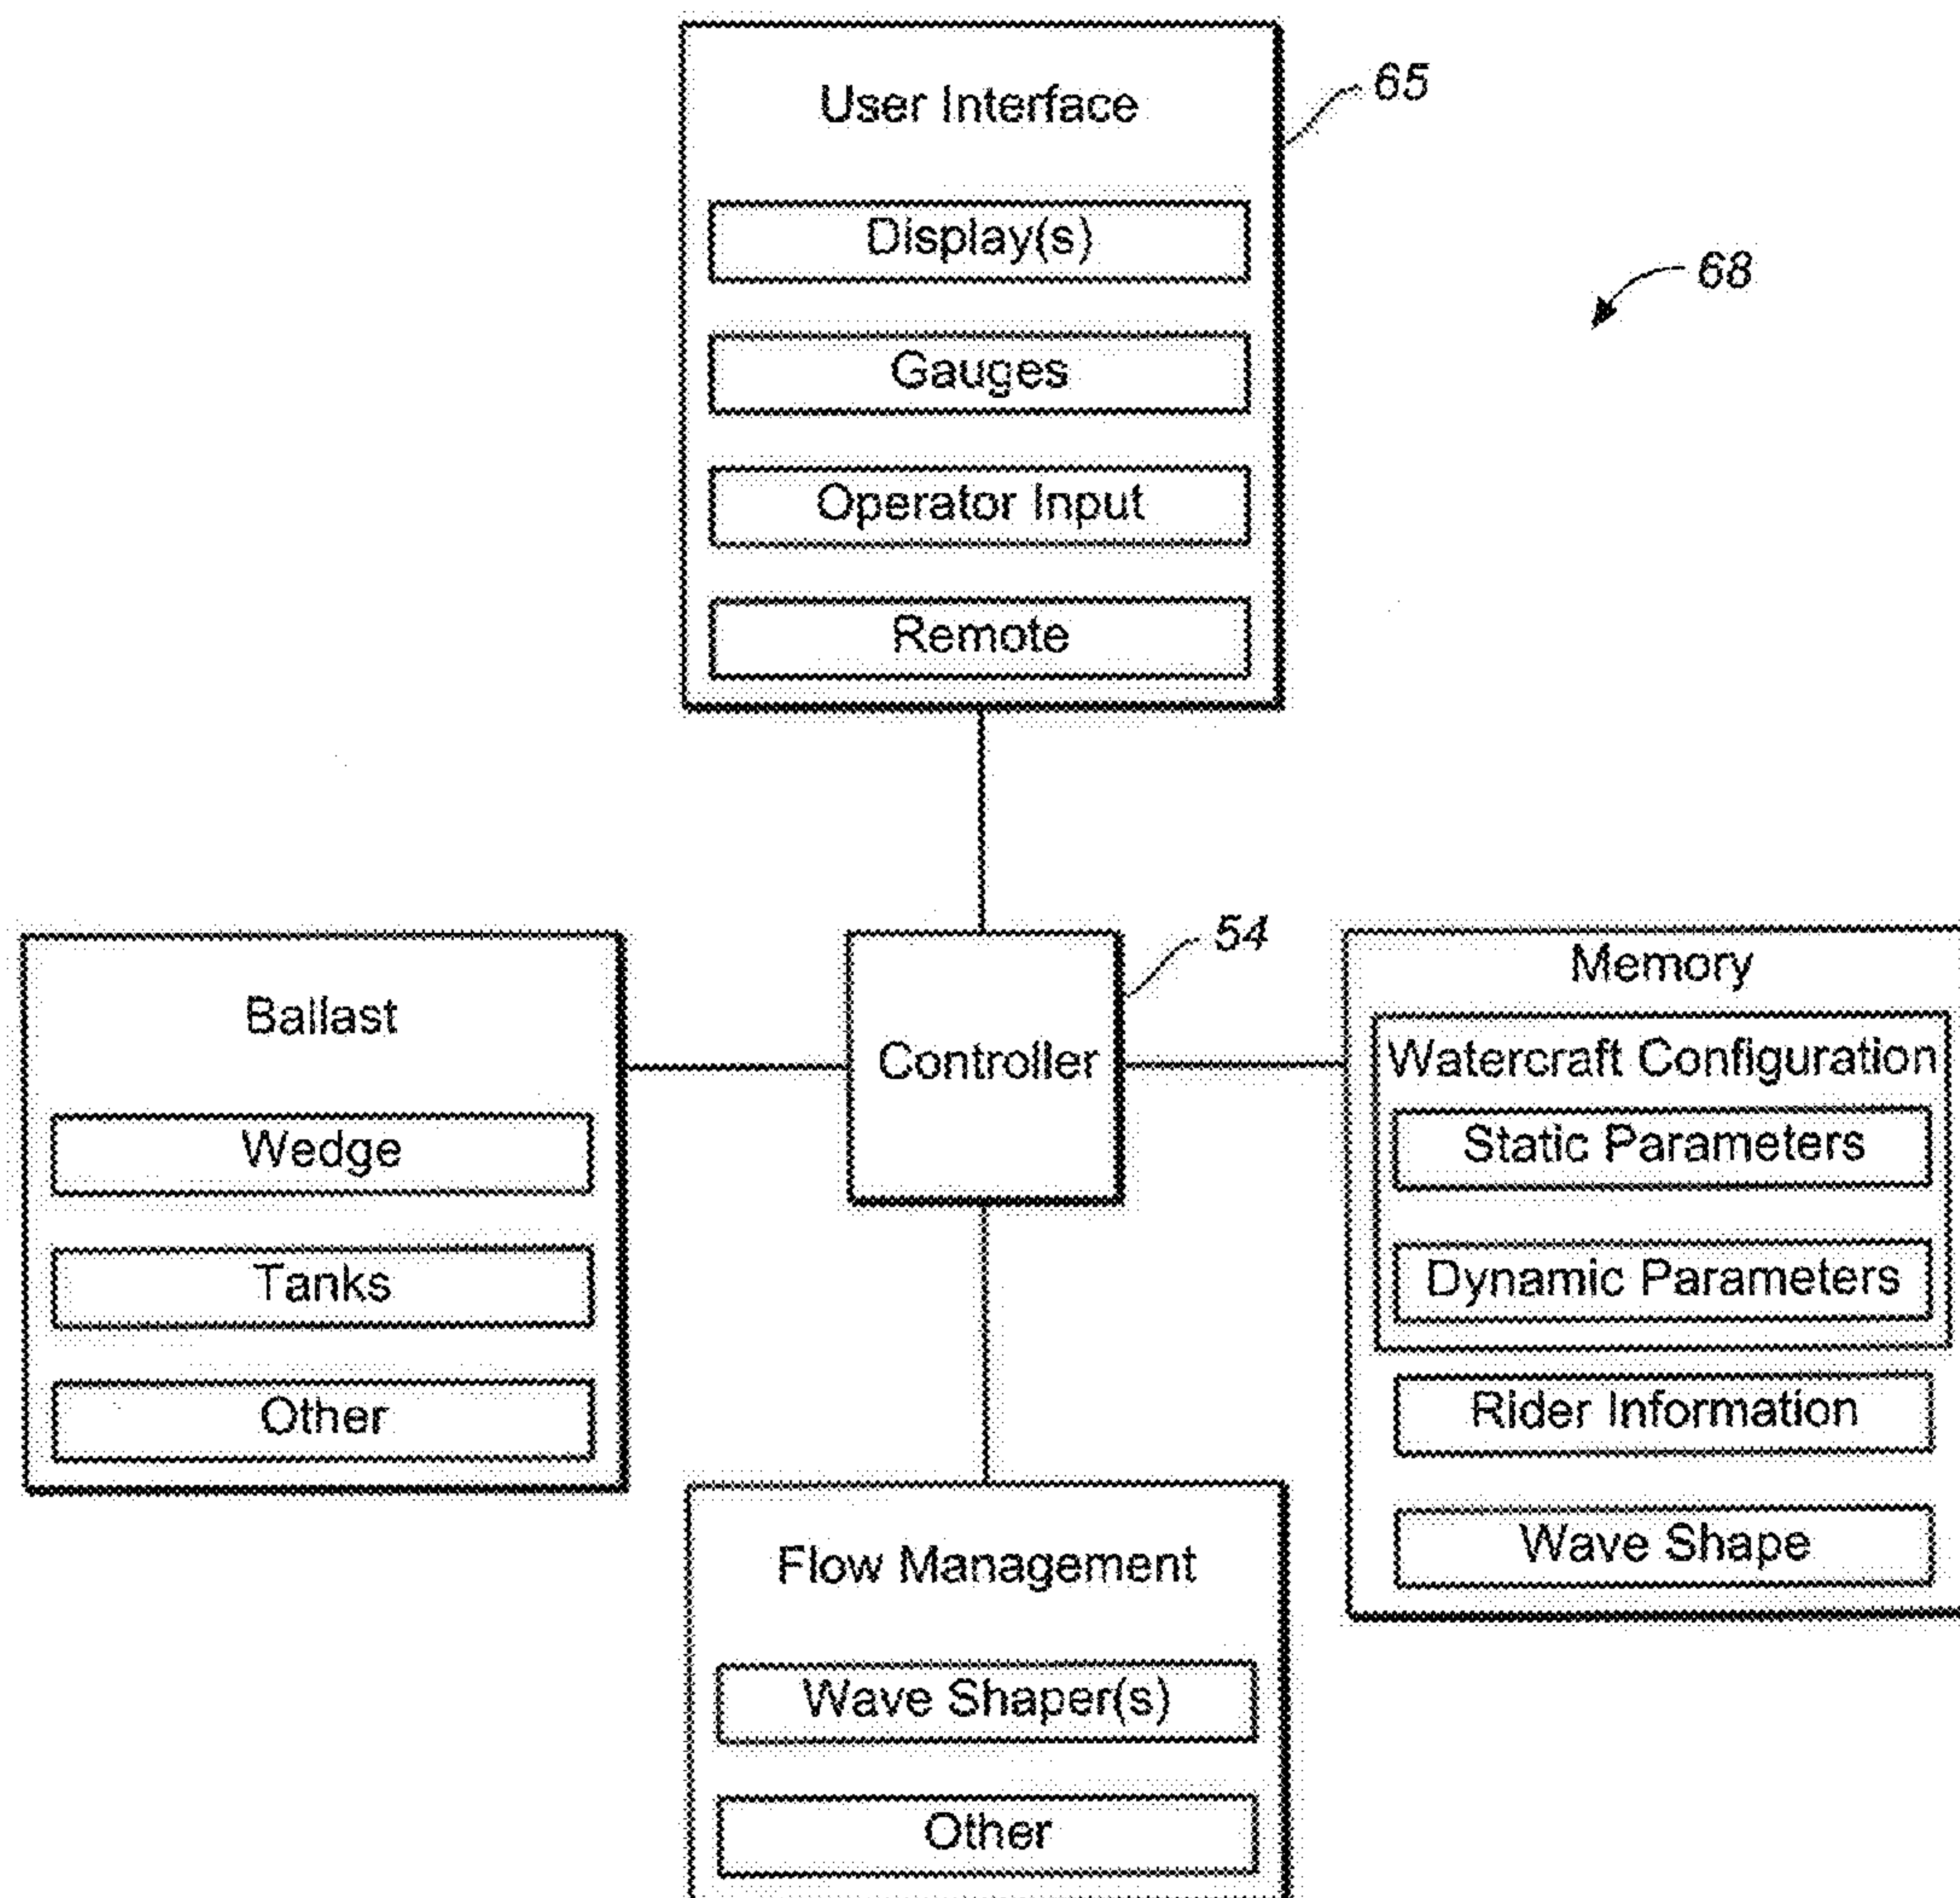 User Interface
65
Display(s)
Gauges
Operator Input
Remote
68
Ballast
Wedge
Tanks
Other
54
Controller
Memory
Watercraft Configuration
Static Parameters
Dynamic Parameters
Rider Information
Wave Shape
Flow Management
Wave Shaper(s)
Other